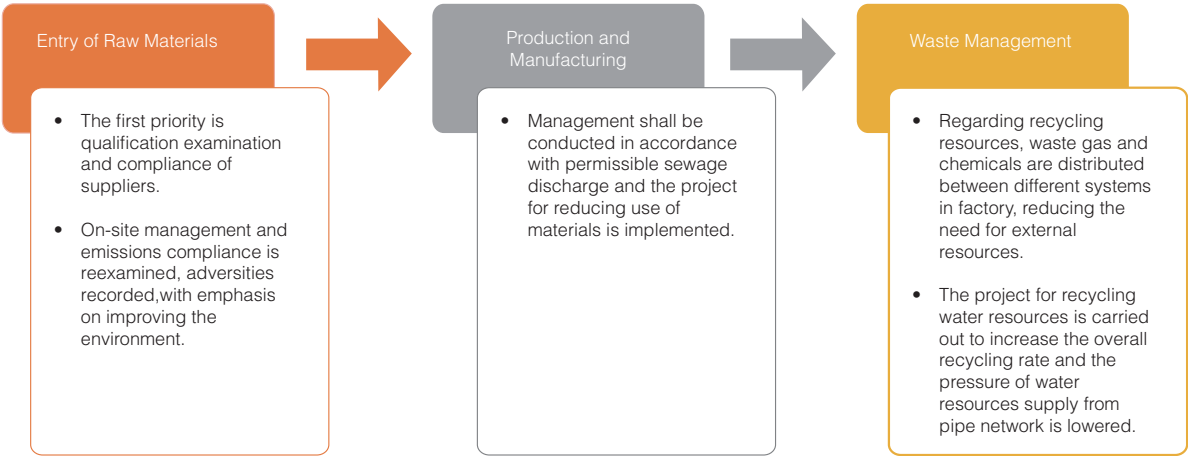 Entry of Raw Materials
• The first priority is
qualification examination
and compliance of
suppliers.
• On-site management and
emissions compliance is
reexamined, adversities
recorded,with emphasis
on improving the
environment.
Production and
Manufacturing
• Management shall be
conducted in accordance
with permissible sewage
discharge and the project
for reducing use of
materials is implemented.
Waste Management
• Regarding recycling
resources, waste gas and
chemicals are distributed
between different systems
in factory, reducing the
need for external
resources.
• The project for recycling
water resources is carried
out to increase the overall
recycling rate and the
pressure of water
resources supply from
pipe network is lowered.